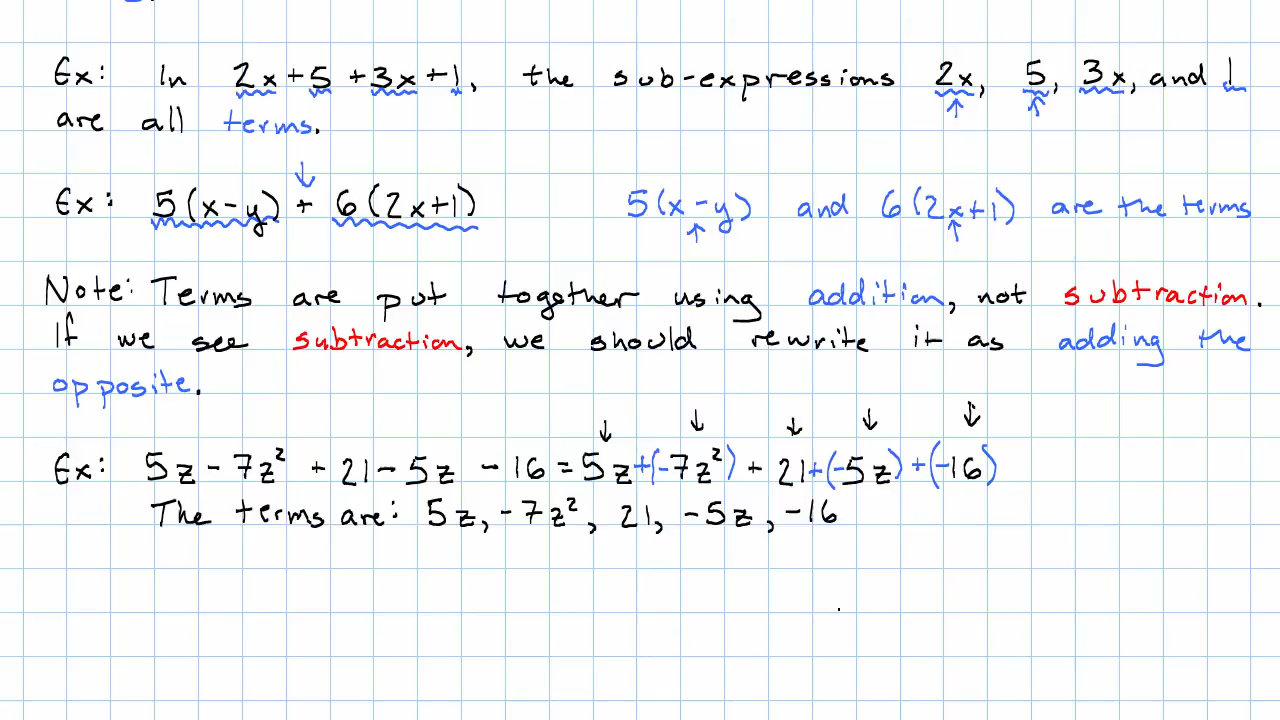 Ex: In 2x+5+3x+1, the sub-expressions 2x, 5, 3x, and 1
are all terms.
Ex: 5(x-y) + 6(2x+1) 5(x-y) and 6(2x+1) are the terms
Note: Terms are put together using addition, not subtraction.
If we see subtraction, we should rewrite it as adding the
opposite.
Ex: 5z - 7z² + 21 - 5z - 16 = 5z+(-7z²) + 21+(-5z)+(-16)
The terms are: 5z, -7z², 21, -5z, -16